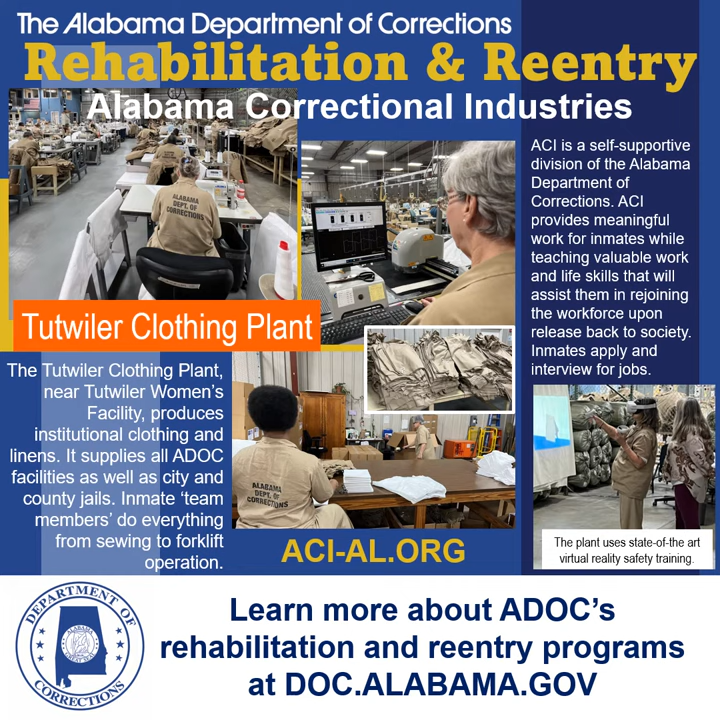 The Alabama Department of Corrections
Rehabilitation & Reentry
Alabama Correctional Industries
ACI is a self-supportive
division of the Alabama
Department of
Corrections. ACI
provides meaningful
work for inmates while
teaching valuable work
and life skills that will
assist them in rejoining
the workforce upon
release back to society.
Inmates apply and
interview for jobs.
ALABAMA
DEPT. OF
CORRECTIONS
Tutwiler Clothing Plant
The Tutwiler Clothing Plant,
near Tutwiler Women's
Facility, produces
institutional clothing and
linens. It supplies all ADOC
facilities as well as city and
county jails. Inmate 'team
members' do everything
from sewing to forklift
operation.
ALABAMA
DEPT. OF
CORRECTIONS
ACI-AL.ORG
The plant uses state-of-the art
virtual reality safety training.
DEPARTMENT OF
CORRECTIONS
Learn more about ADOC's
rehabilitation and reentry programs
at DOC.ALABAMA.GOV